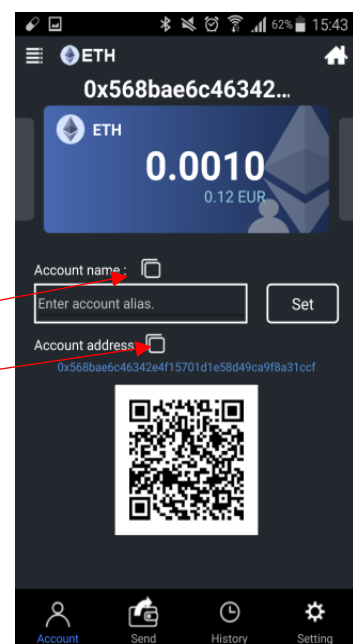 62% 15:43
ETH
0x568bae6c46342...
ETH
0.0010
0.12 EUR
Account name :
Enter account alias.
Set
Account address:
0x568bae6c46342e4f15701d1e58d49ca9f8a31ccf
Account Send History Setting